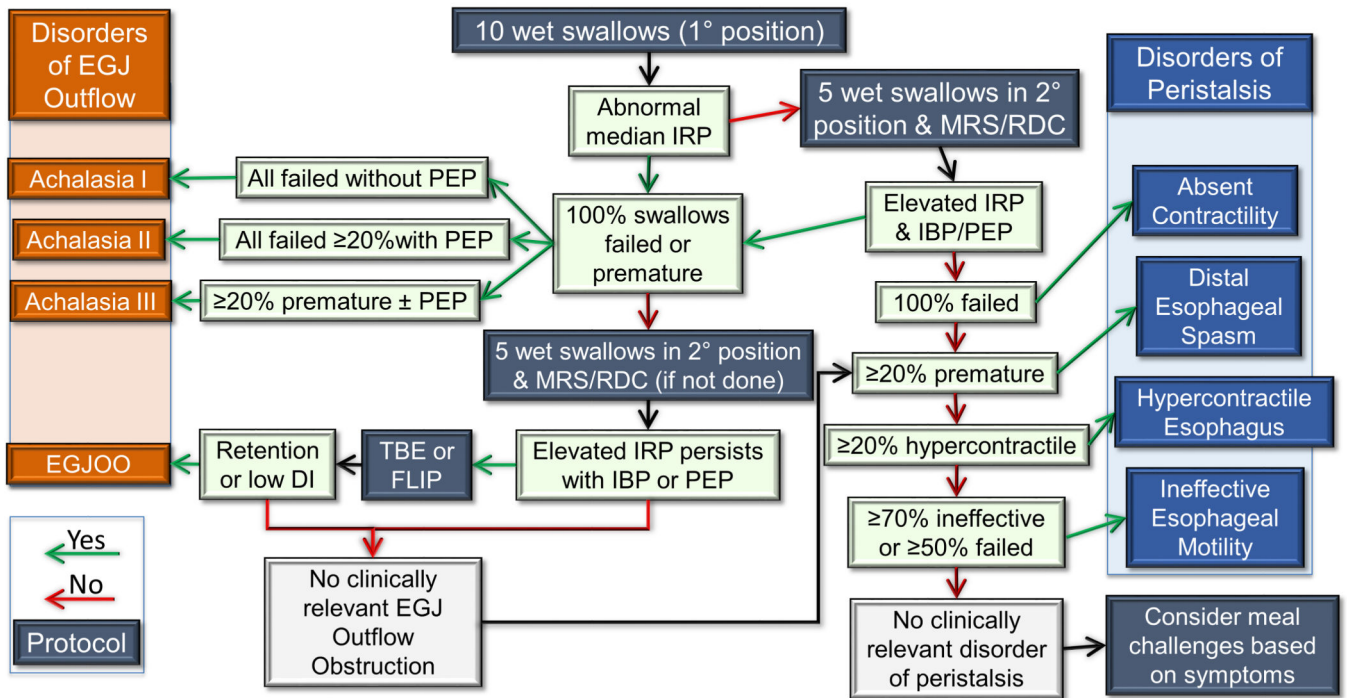 Disorders
of EGJ
Outflow
10 wet swallows (1° position)
Abnormal
median IRP
5 wet swallows in 2°
position & MRS/RDC
Disorders of
Peristalsis
Achalasia I
All failed without PEP
Achalasia II
All failed ≥20%with PEP
Achalasia III
≥20% premature ± PEP
100% swallows
failed or
premature
Elevated IRP
& IBP/PEP
Absent
Contractility
100% failed
Distal
Esophageal
Spasm
5 wet swallows in 2° position
& MRS/RDC (if not done)
≥20% premature
Hypercontractile
Esophagus
≥20% hypercontractile
EGJOO
Retention
or low DI
TBE or
FLIP
Elevated IRP persists
with IBP or PEP
≥70% ineffective
or ≥50% failed
Ineffective
Esophageal
Motility
Yes
No
Protocol
No clinically
relevant EGJ
Outflow
Obstruction
No clinically
relevant disorder
of peristalsis
Consider meal
challenges based
on symptoms